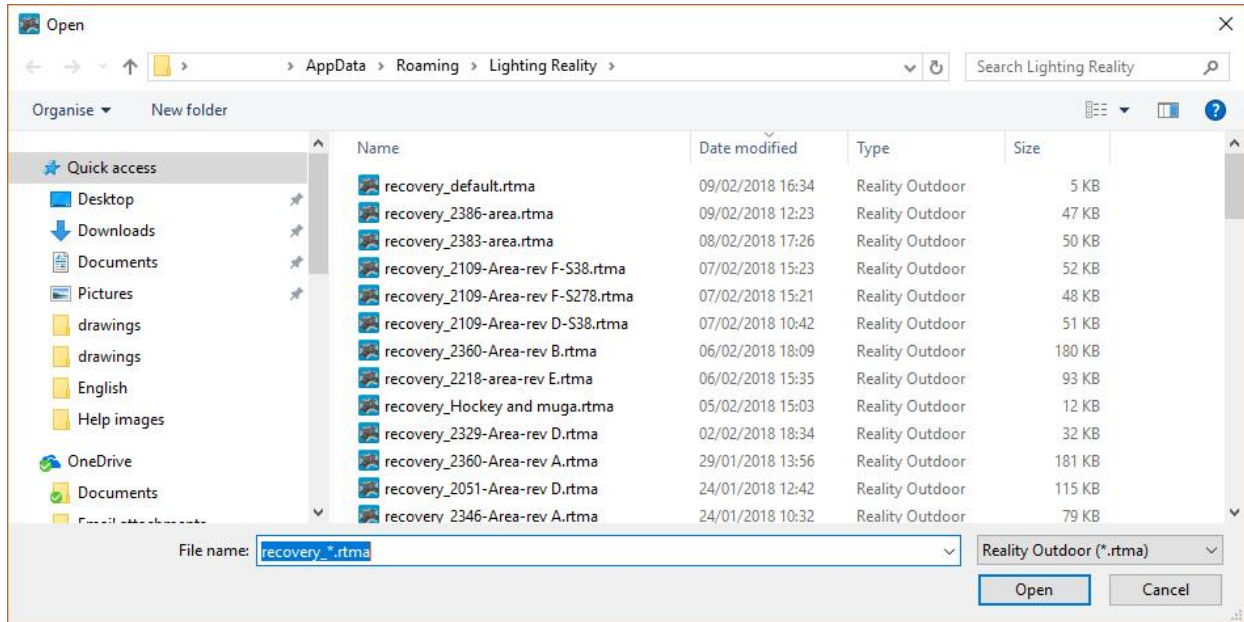 Open
> AppData > Roaming > Lighting Reality >
Search Lighting Reality
Organise
New folder
Name Date modified Type Size
Quick access
Desktop
Downloads
Documents
Pictures
drawings
drawings
English
Help images
OneDrive
Documents
Email attachments
recovery_default.rtma 09/02/2018 16:34 Reality Outdoor 5 KB
recovery_2386-area.rtma 09/02/2018 12:23 Reality Outdoor 47 KB
recovery_2383-area.rtma 08/02/2018 17:26 Reality Outdoor 50 KB
recovery_2109-Area-rev F-S38.rtma 07/02/2018 15:23 Reality Outdoor 52 KB
recovery_2109-Area-rev F-S278.rtma 07/02/2018 15:21 Reality Outdoor 48 KB
recovery_2109-Area-rev D-S38.rtma 07/02/2018 10:42 Reality Outdoor 51 KB
recovery_2360-Area-rev B.rtma 06/02/2018 18:09 Reality Outdoor 180 KB
recovery_2218-area-rev E.rtma 06/02/2018 15:35 Reality Outdoor 93 KB
recovery_Hockey and muga.rtma 05/02/2018 15:03 Reality Outdoor 12 KB
recovery_2329-Area-rev D.rtma 02/02/2018 18:34 Reality Outdoor 32 KB
recovery_2360-Area-rev A.rtma 29/01/2018 13:56 Reality Outdoor 181 KB
recovery_2051-Area-rev D.rtma 24/01/2018 12:42 Reality Outdoor 115 KB
recovery_2346-Area-rev A.rtma 24/01/2018 10:32 Reality Outdoor 79 KB
File name: recovery_*.rtma
Reality Outdoor (*.rtma)
Open
Cancel